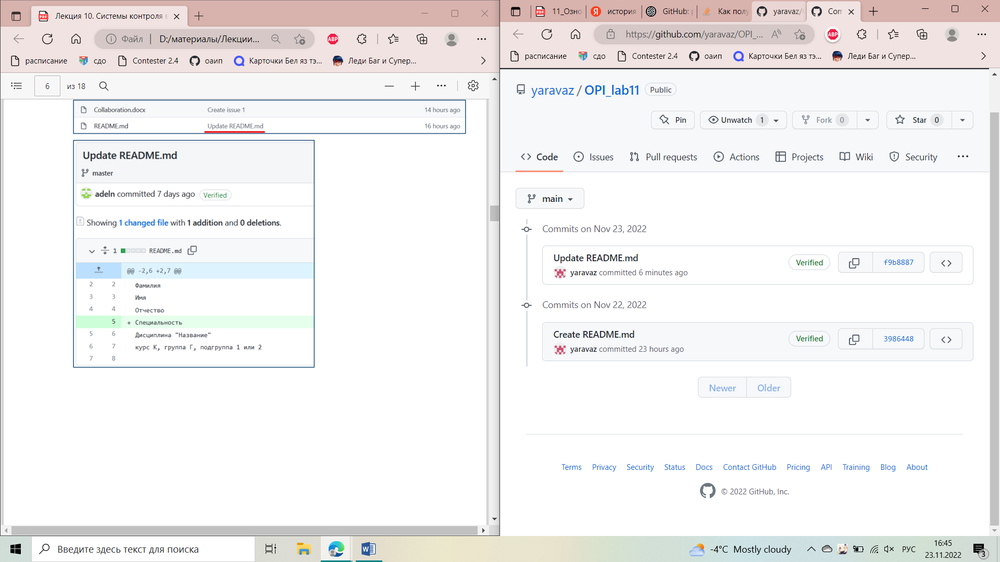 Лекция 10. Системы контроля в
Файл
D:/материалы/Лекции...
ABP
расписание
сдо
Contester 2.4
оаип
Карточки Бел яз тэ...
Леди Баг и Супер...
6
из 18
Collaboration.docx
Create issue 1
14 hours ago
README.md
Update README.md
16 hours ago
Update README.md
master
adeln committed 7 days ago
Verified
Showing 1 changed file with 1 addition and 0 deletions.
1
README.md
@@ -2,6 +2,7 @@
2 2 Фамилия
3 3 Имя
4 4 Отчество
5 + Специальность
5 6 Дисциплина "Название"
6 7 курс К, группа Г, подгруппа 1 или 2
7 8
11_Озно
история
GitHub: р
Как полу
yaravaz/
Com
https://github.com/yaravaz/OPI_...
ABP
расписание
сдо
Contester 2.4
оаип
Карточки Бел яз тэ...
Леди Баг и Супер...
yaravaz / OPI_lab11
Public
Pin
Unwatch 1
Fork 0
Star 0
Code
Issues
Pull requests
Actions
Projects
Wiki
Security
main
Commits on Nov 23, 2022
Update README.md
yaravaz committed 6 minutes ago
Verified
f9b8887
Commits on Nov 22, 2022
Create README.md
yaravaz committed 23 hours ago
Verified
3986448
Newer
Older
Terms
Privacy
Security
Status
Docs
Contact GitHub
Pricing
API
Training
Blog
About
© 2022 GitHub, Inc.
Введите здесь текст для поиска
-4°C Mostly cloudy
РУС
16:45
23.11.2022
3